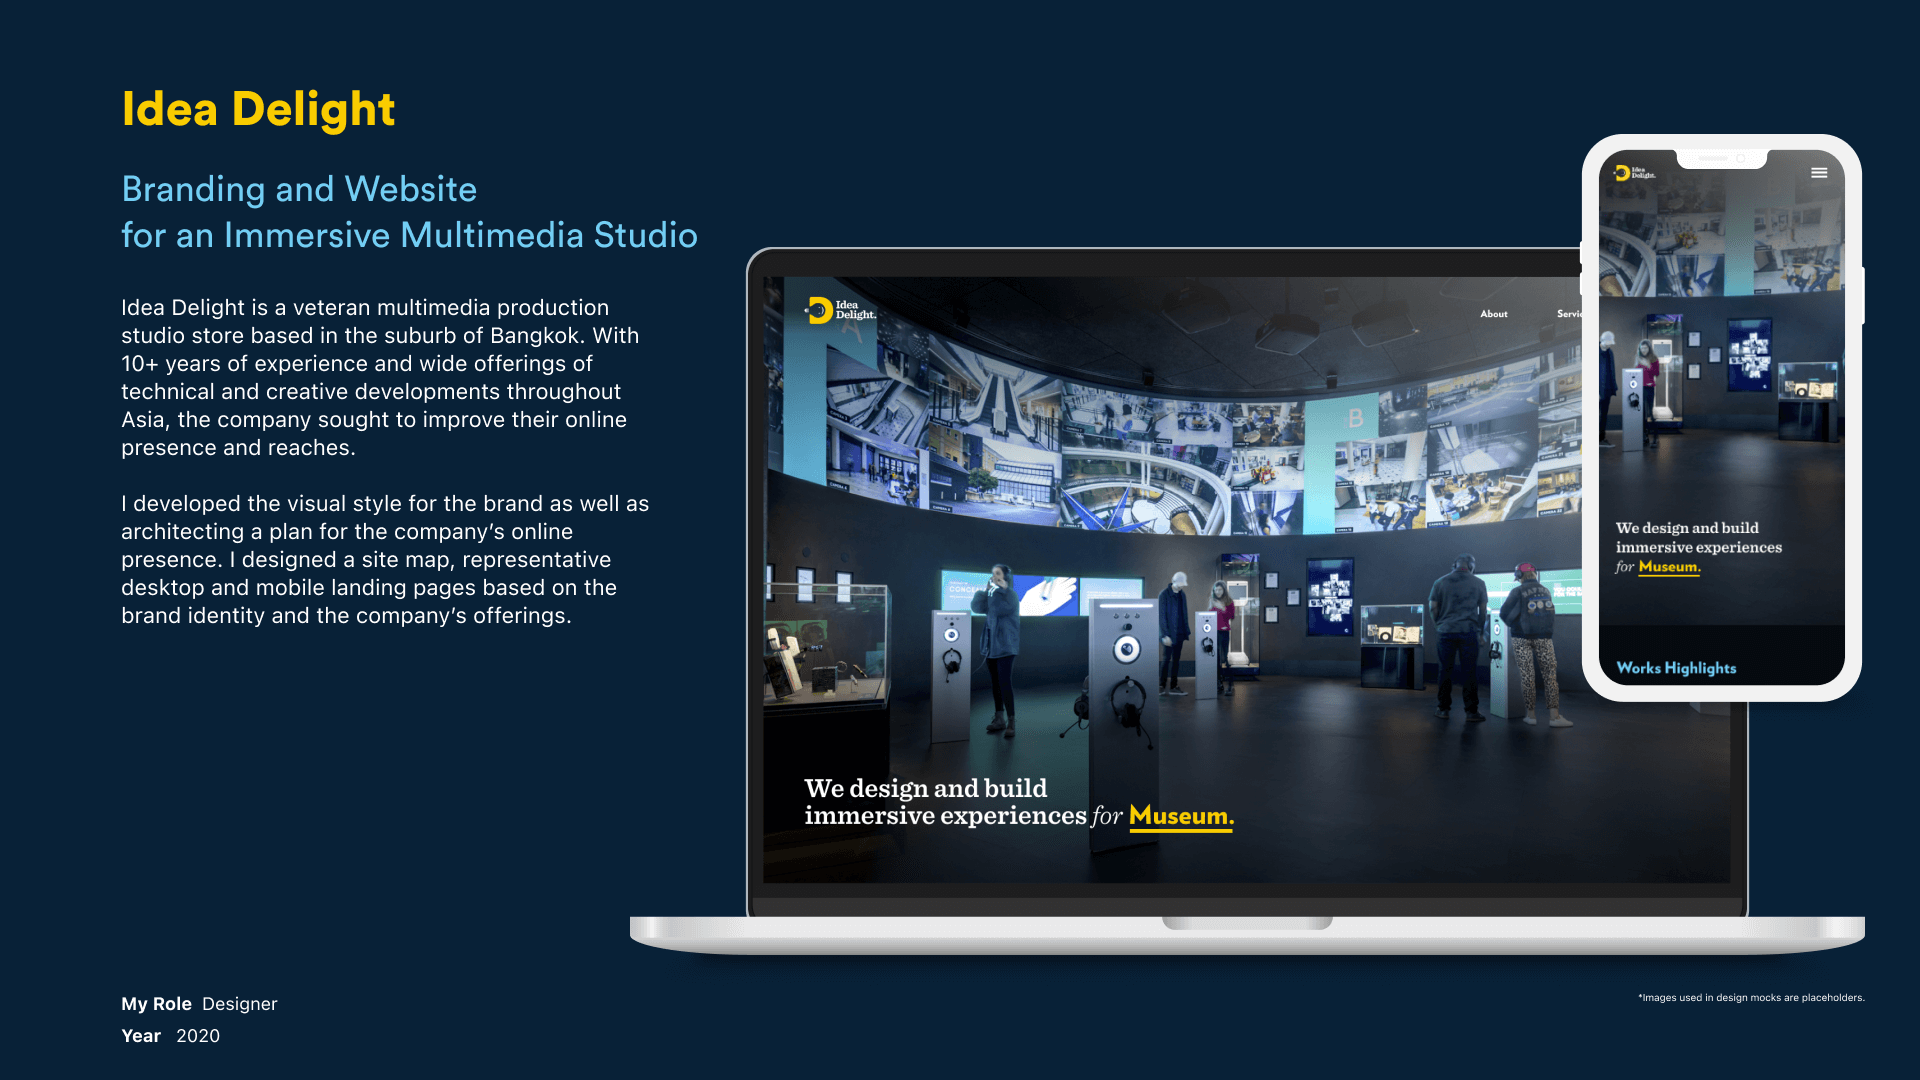 Idea Delight
Branding and Website
for an Immersive Multimedia Studio
Idea Delight is a veteran multimedia production
studio store based in the suburb of Bangkok. With
10+ years of experience and wide offerings of
technical and creative developments throughout
Asia, the company sought to improve their online
presence and reaches.
I developed the visual style for the brand as well as
architecting a plan for the company’s online
presence. I designed a site map, representative
desktop and mobile landing pages based on the
brand identity and the company’s offerings.
My Role Designer
Year 2020
Idea
Delight.
About
A
B
We design and build
immersive experiences for Museum.
Idea
Delight.
We design and build
immersive experiences
for Museum.
Works Highlights
*Images used in design mocks are placeholders.